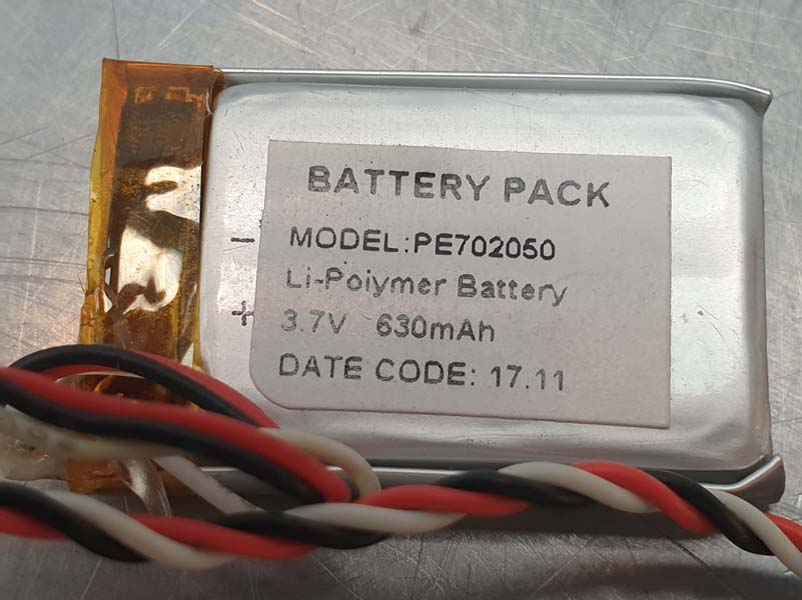 BATTERY PACK
- MODEL:PE702050
Li-Poiymer Battery
+ 3.7V 630mAh
DATE CODE: 17.11